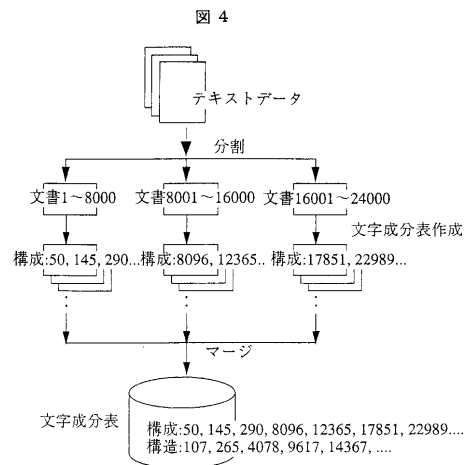 図 4
テキストデータ
分割
文書1～8000
文書8001～16000
文書16001～24000
文字成分表作成
構成:50, 145, 290...
構成:8096, 12365..
構成:17851, 22989...
マージ
文字成分表
構成:50, 145, 290, 8096, 12365, 17851, 22989....
構造:107, 265, 4078, 9617, 14367, ....